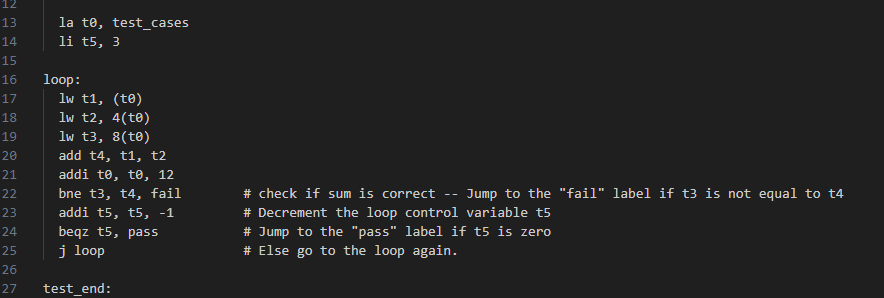 12
13 la t0, test_cases
14 li t5, 3
15
16 loop:
17 lw t1, (t0)
18 lw t2, 4(t0)
19 lw t3, 8(t0)
20 add t4, t1, t2
21 addi t0, t0, 12
22 bne t3, t4, fail # check if sum is correct -- Jump to the "fail" label if t3 is not equal to t4
23 addi t5, t5, -1 # Decrement the loop control variable t5
24 beqz t5, pass # Jump to the "pass" label if t5 is zero
25 j loop # Else go to the loop again.
26
27 test_end: